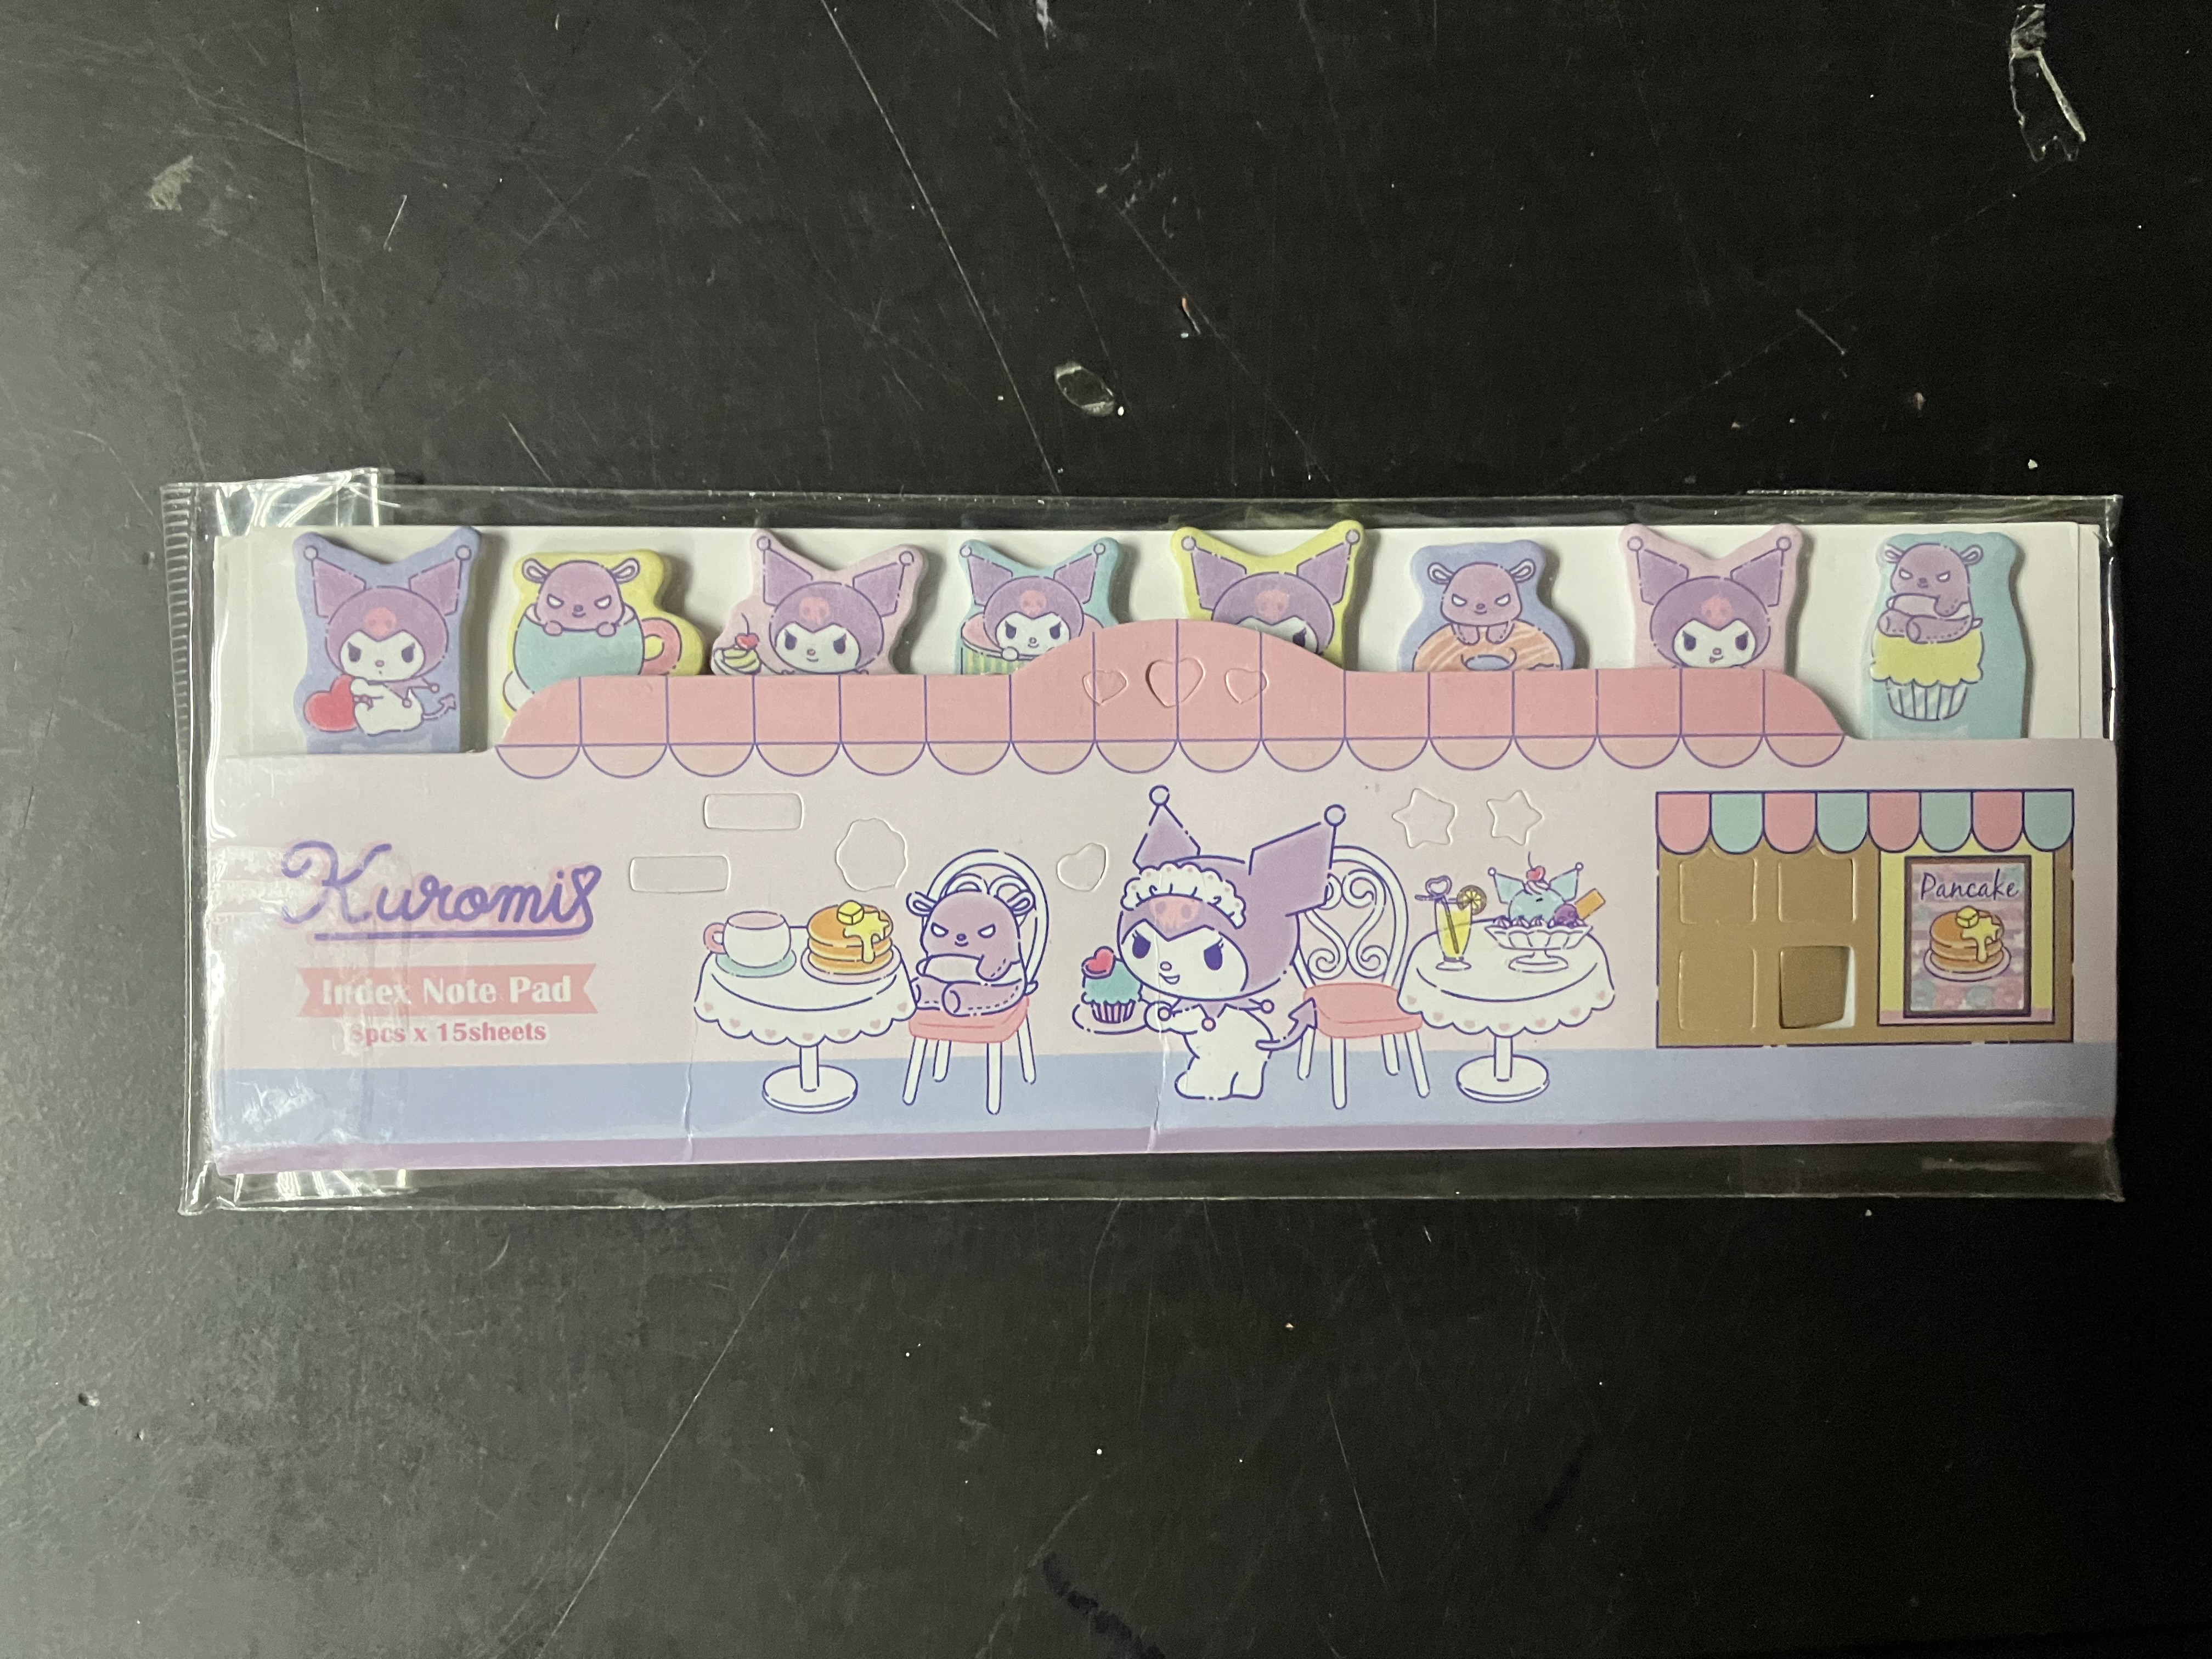 Kuromi
Index Note Pad
8pcs x 15sheets
Pancake